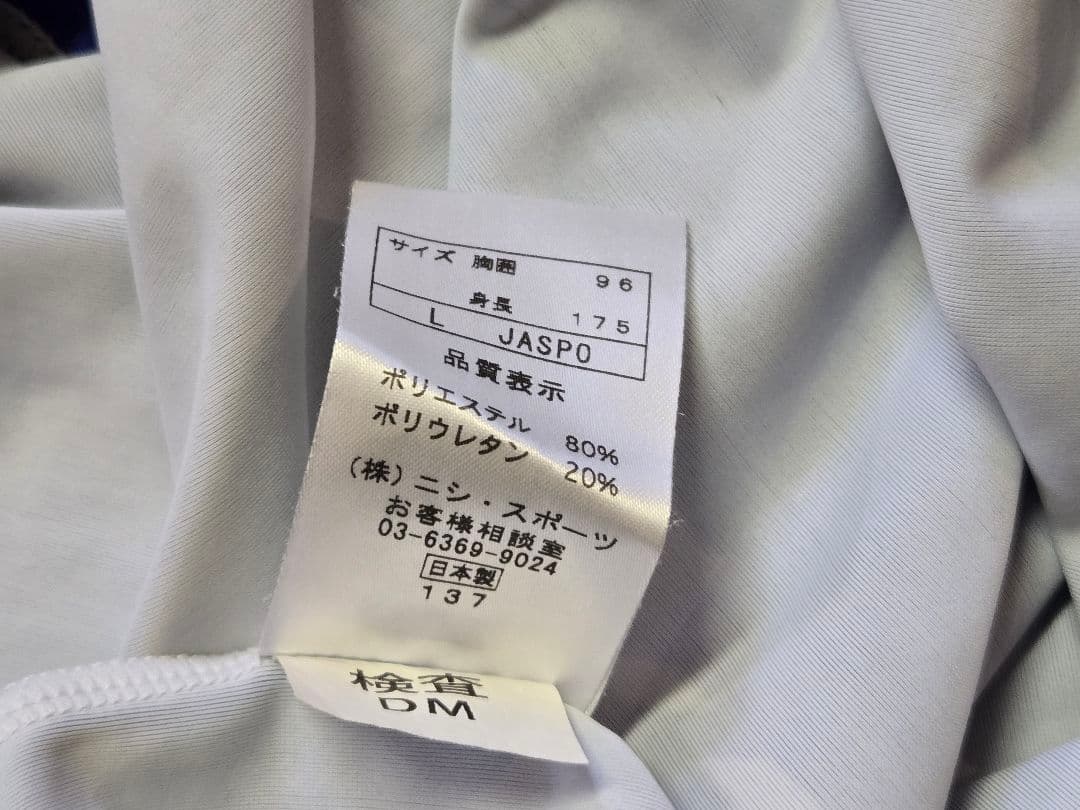 サイズ 胸囲 96
身長 175
L JASPO
品質表示
ポリエステル 80%
ポリウレタン 20%
(株)ニシ・スポーツ
お客様相談室
03-6369-9024
日本製
137
検査
DM